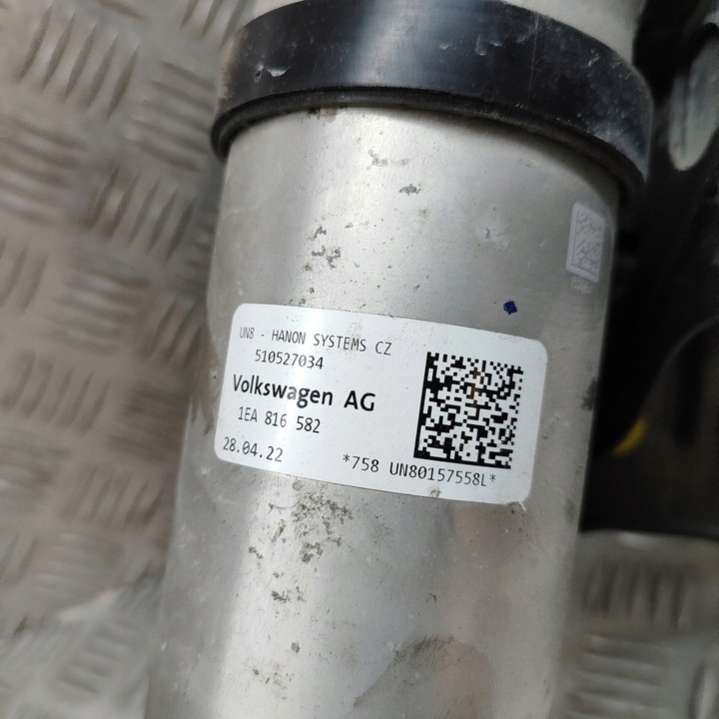 UN8 - HANON SYSTEMS CZ
510527034
Volkswagen AG
1EA 816 582
28.04.22
*758 UN80157558L*